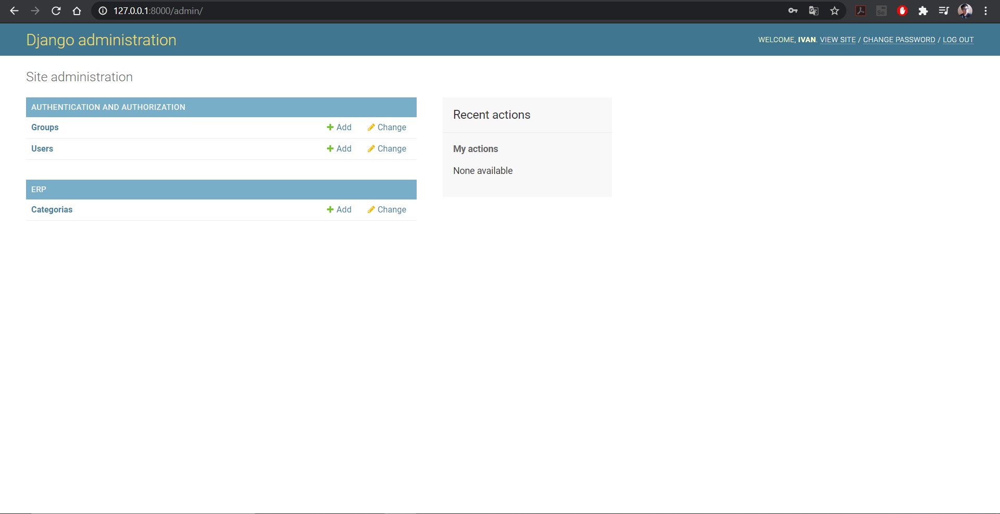 127.0.0.1:8000/admin/
Django administration
WELCOME, IVAN. VIEW SITE / CHANGE PASSWORD / LOG OUT
Site administration
AUTHENTICATION AND AUTHORIZATION
Groups Add Change
Users Add Change
ERP
Categorias Add Change
Recent actions
My actions
None available